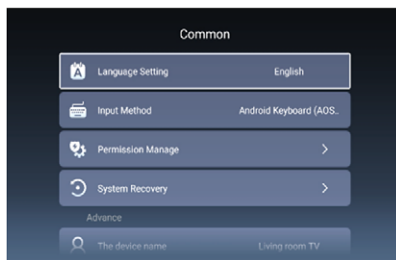 Common
Language Setting English
Input Method Android Keyboard (AOS..
Permission Manage
System Recovery
Advance
The device name Living room TV